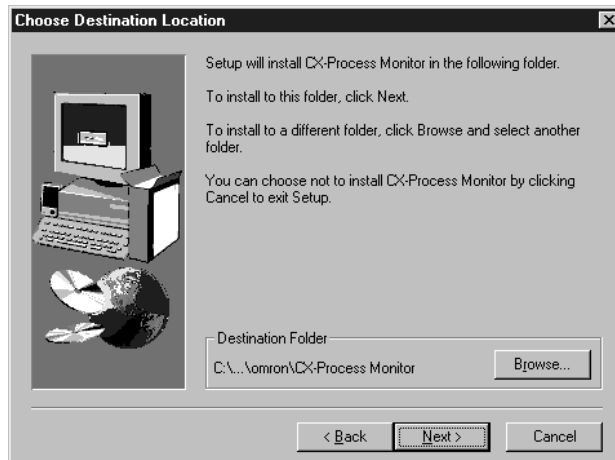 Choose Destination Location
Setup will install CX-Process Monitor in the following folder.
To install to this folder, click Next.
To install to a different folder, click Browse and select another
folder.
You can choose not to install CX-Process Monitor by clicking
Cancel to exit Setup.
Destination Folder
C:\...\omron\CX-Process Monitor
Browse...
< Back
Next >
Cancel